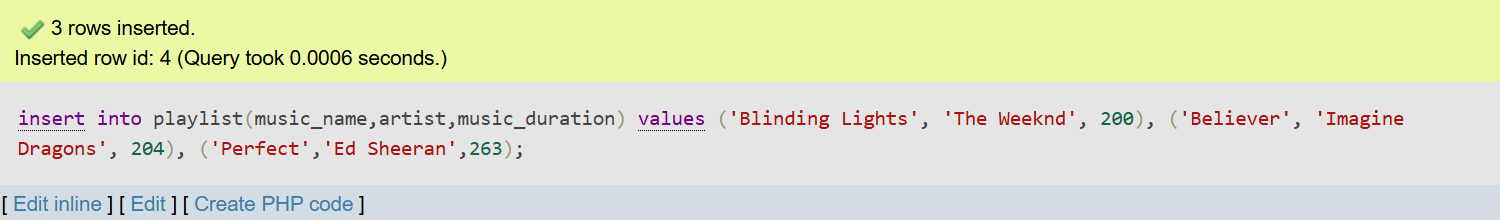 3 rows inserted.
Inserted row id: 4 (Query took 0.0006 seconds.)
insert into playlist(music_name,artist,music_duration) values ('Blinding Lights', 'The Weeknd', 200), ('Believer', 'Imagine
Dragons', 204), ('Perfect','Ed Sheeran',263);
[ Edit inline ] [ Edit ] [ Create PHP code ]